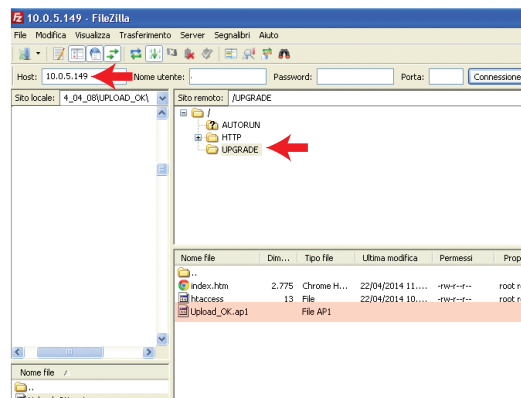 10.0.5.149 - FileZilla
File Modifica Visualizza Trasferimento Server Segnalibri Aiuto
Host: 10.0.5.149 Nome utente: Password: Porta: Connessione
Sito locale: 4_04_08\UPLOAD_OK\ Sito remoto: /UPGRADE
/
AUTORUN
HTTP
UPGRADE
Nome file Dim... Tipo file Ultima modifica Permessi Prop
..
index.htm 2.775 Chrome H... 22/04/2014 11.... -rw-r--r-- root r
htaccess 13 File 22/04/2014 10.... -rw-r--r-- root r
Upload_OK.ap1 File AP1
Nome file /
..